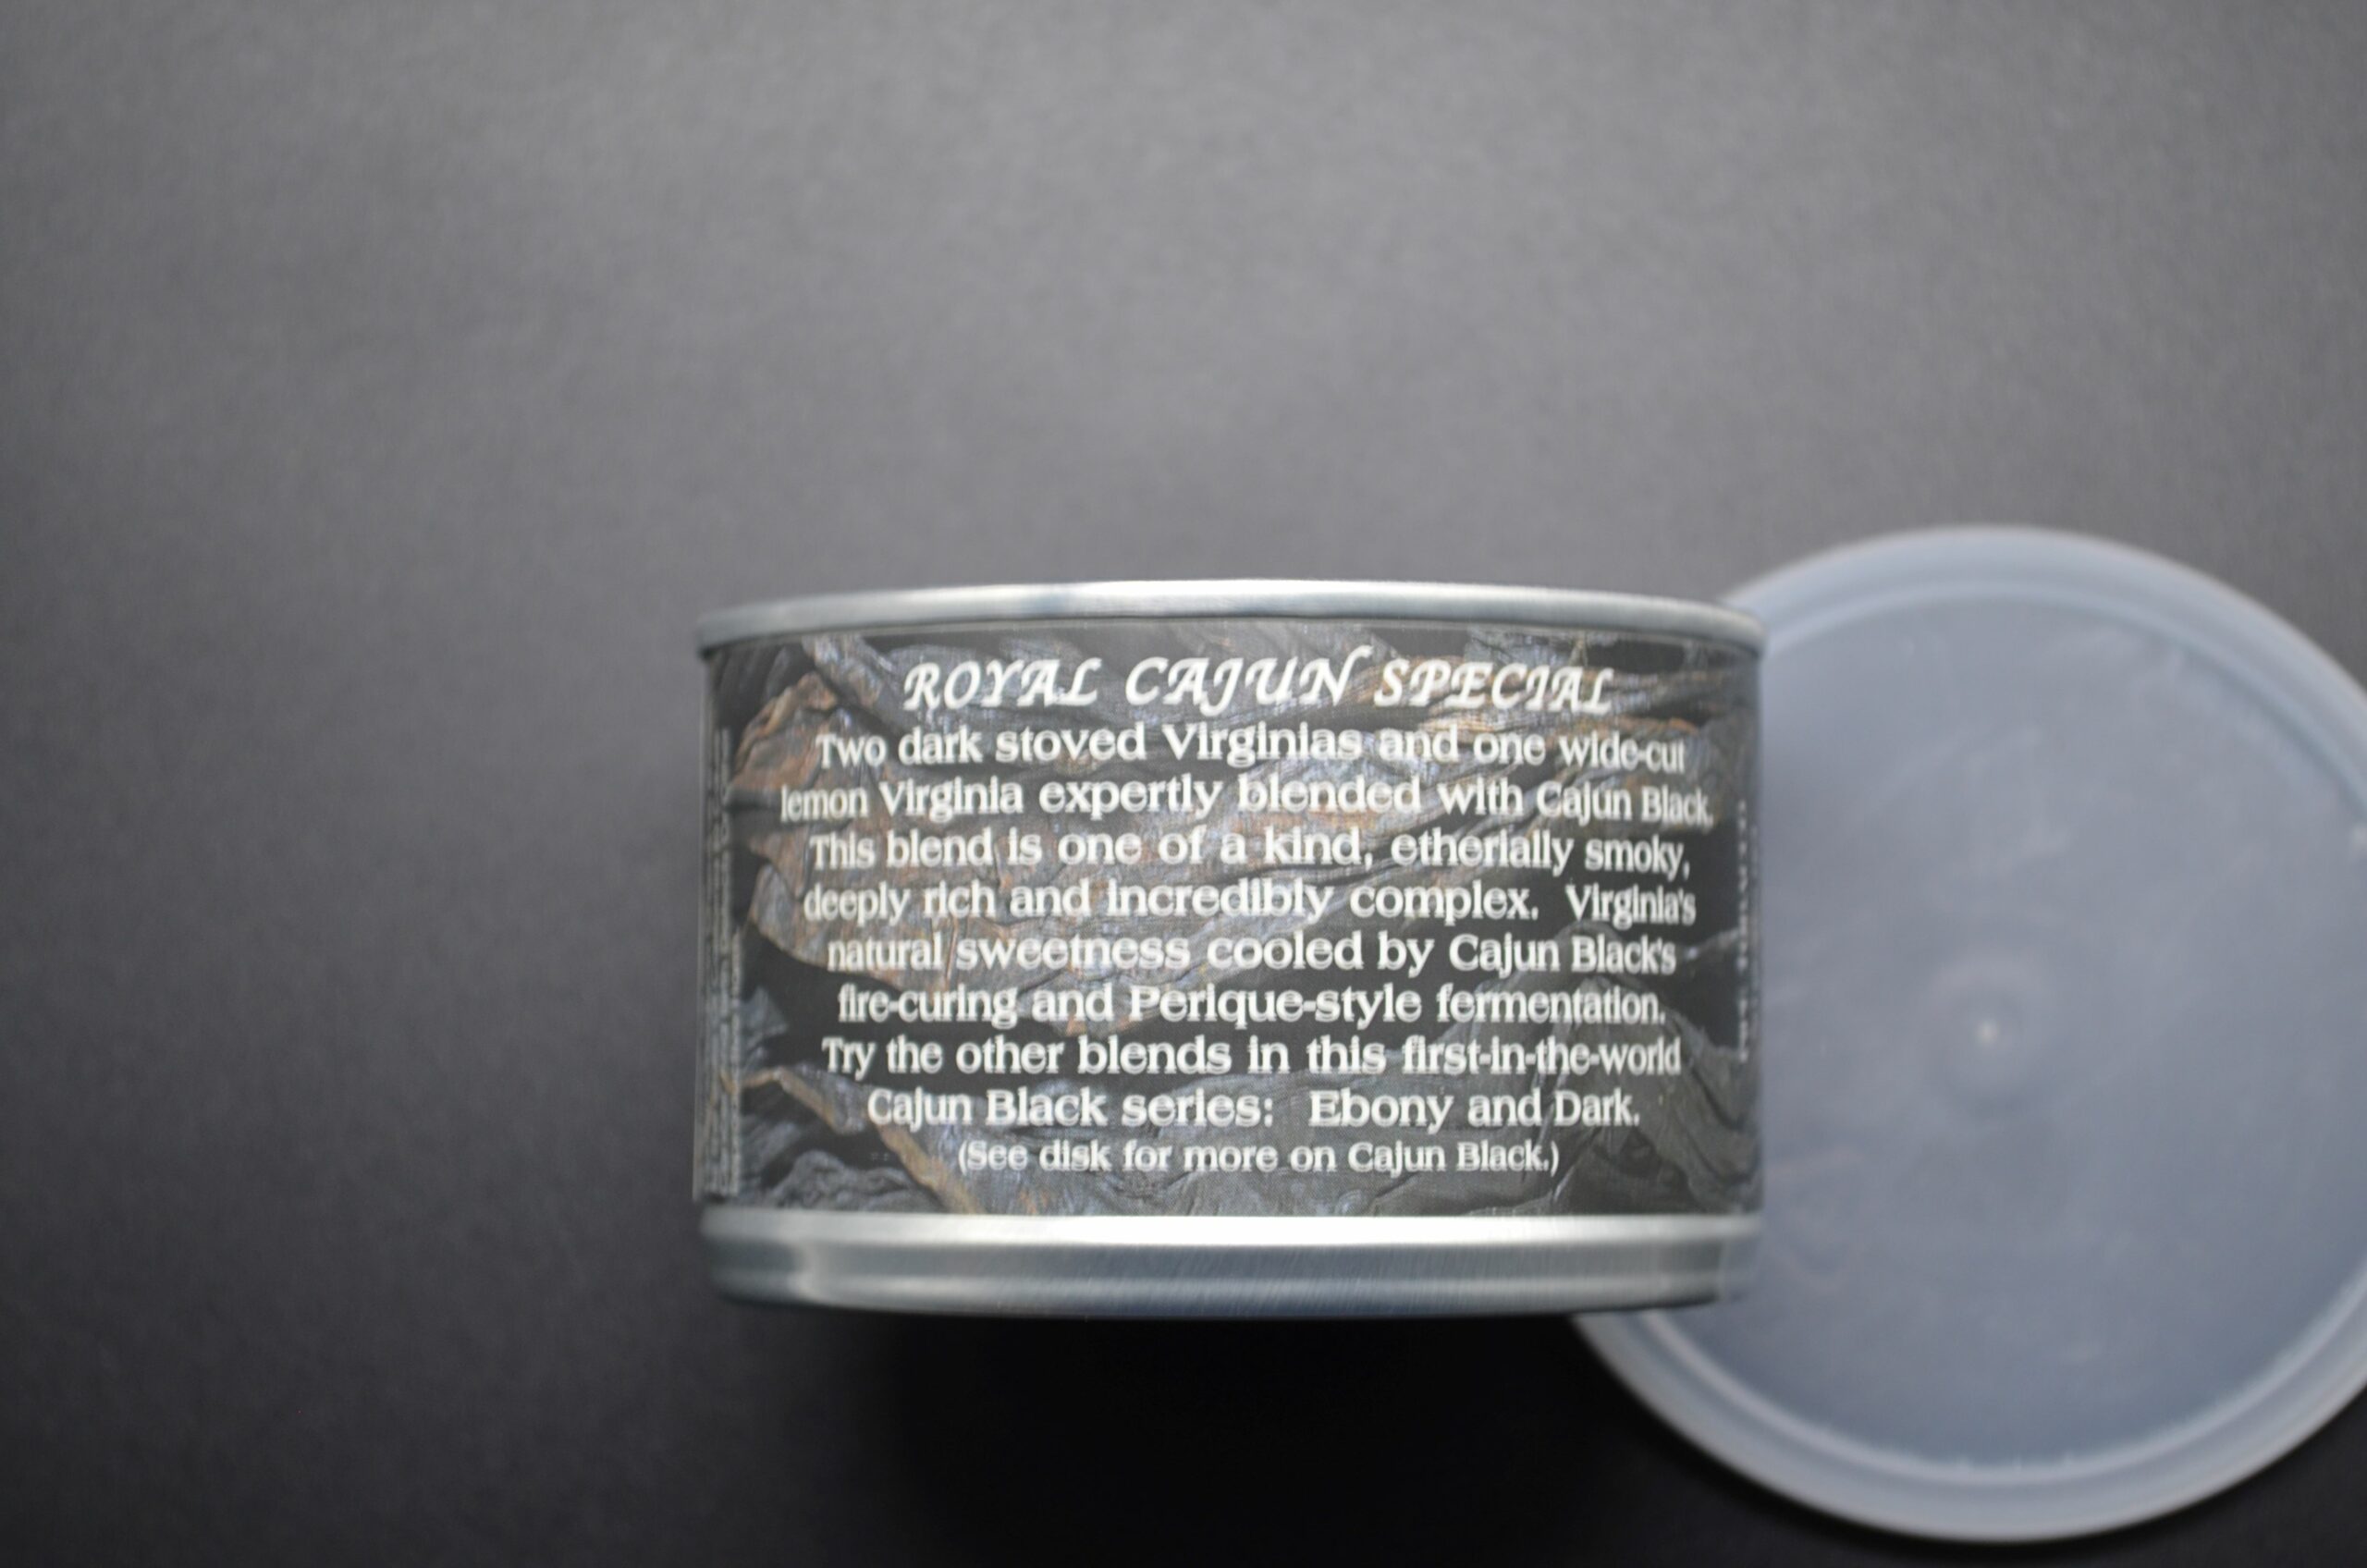 ROYAL CAJUN SPECIAL
Two dark stoved Virginias and one wide-cut
lemon Virginia expertly blended with Cajun Black.
This blend is one of a kind, etherially smoky,
deeply rich and incredibly complex. Virginia's
natural sweetness cooled by Cajun Black's
fire-curing and Perique-style fermentation.
Try the other blends in this first-in-the-world
Cajun Black series: Ebony and Dark.
(See disk for more on Cajun Black.)